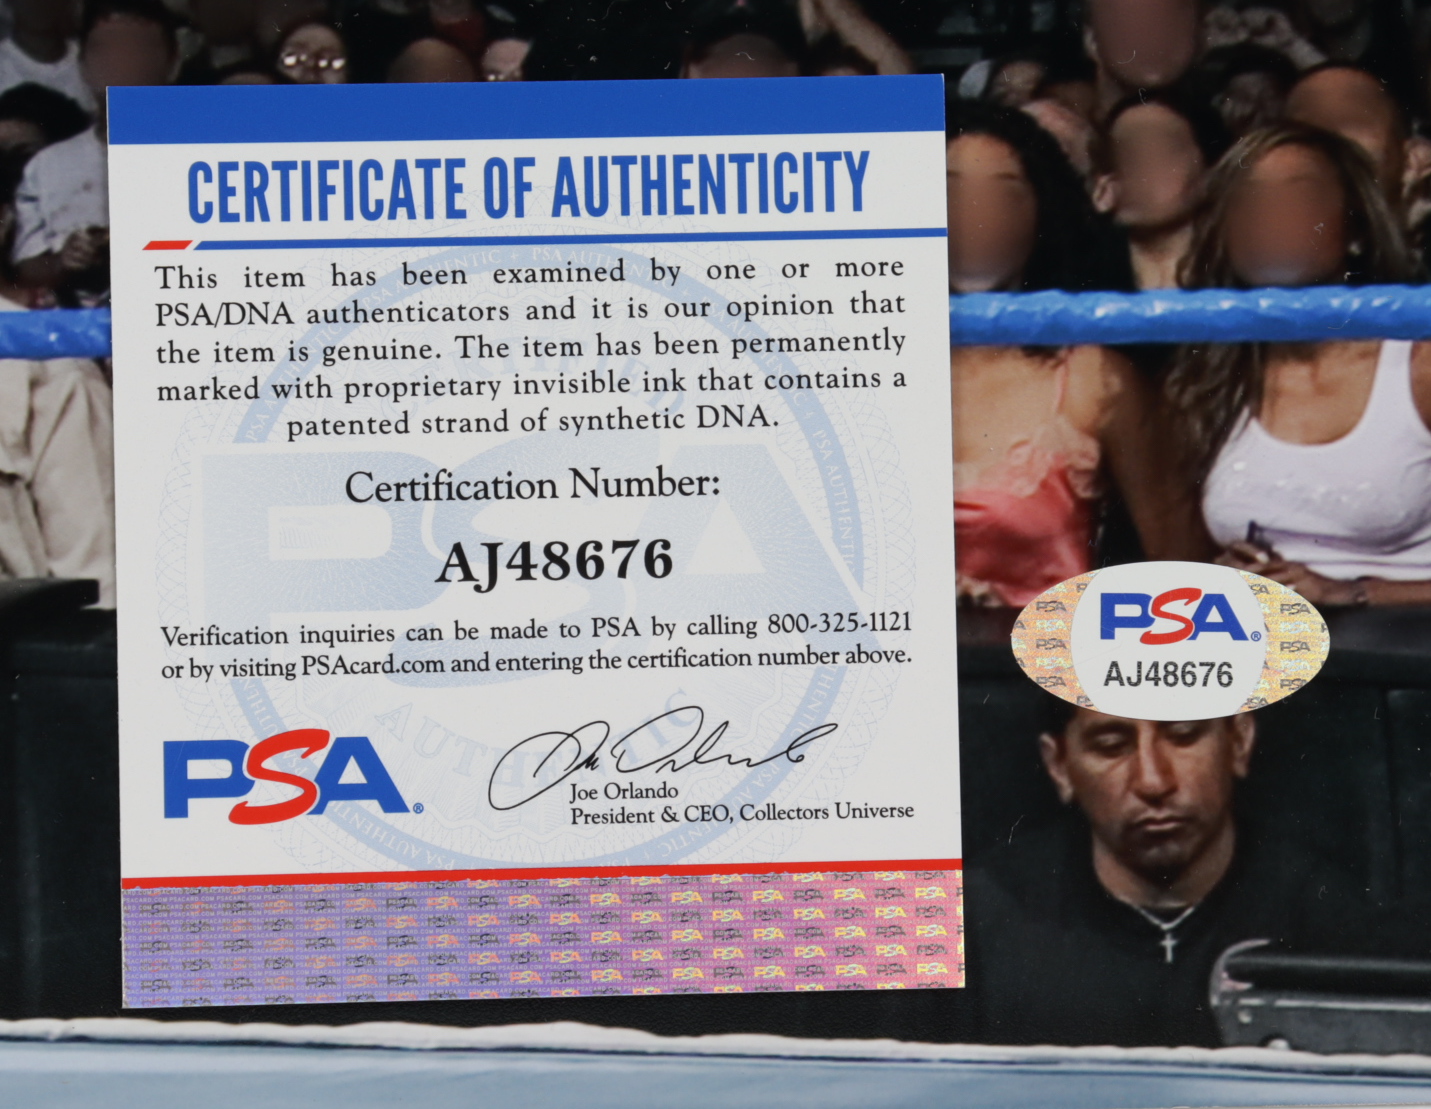 CERTIFICATE OF AUTHENTICITY
This item has been examined by one or more
PSA/DNA authenticators and it is our opinion that
the item is genuine. The item has been permanently
marked with proprietary invisible ink that contains a
patented strand of synthetic DNA.
Certification Number:
AJ48676
Verification inquiries can be made to PSA by calling 800-325-1121
or by visiting PSAcard.com and entering the certification number above.
PSA®
Joe Orlando
President & CEO, Collectors Universe
PSA®
AJ48676